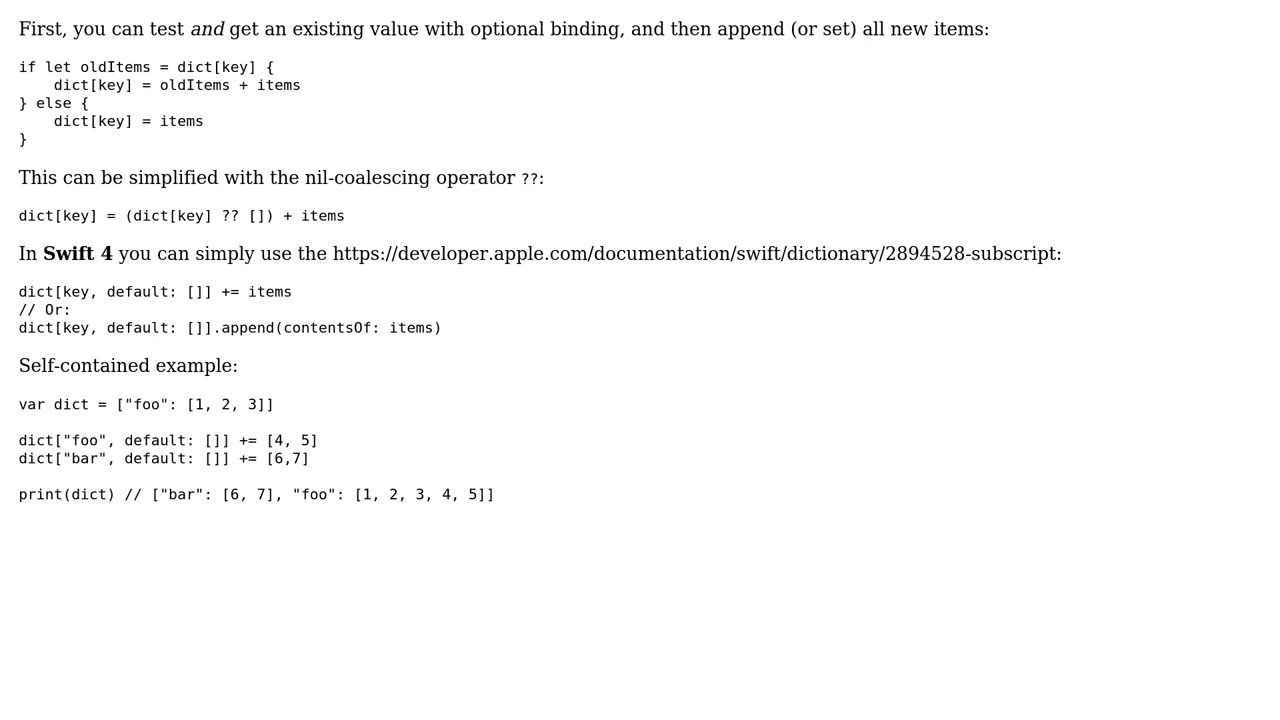 First, you can test and get an existing value with optional binding, and then append (or set) all new items:
if let oldItems = dict[key] {
    dict[key] = oldItems + items
} else {
    dict[key] = items
}
This can be simplified with the nil-coalescing operator ??:
dict[key] = (dict[key] ?? []) + items
In Swift 4 you can simply use the https://developer.apple.com/documentation/swift/dictionary/2894528-subscript:
dict[key, default: []] += items
// Or:
dict[key, default: []].append(contentsOf: items)
Self-contained example:
var dict = ["foo": [1, 2, 3]]
dict["foo", default: []] += [4, 5]
dict["bar", default: []] += [6,7]
print(dict) // ["bar": [6, 7], "foo": [1, 2, 3, 4, 5]]